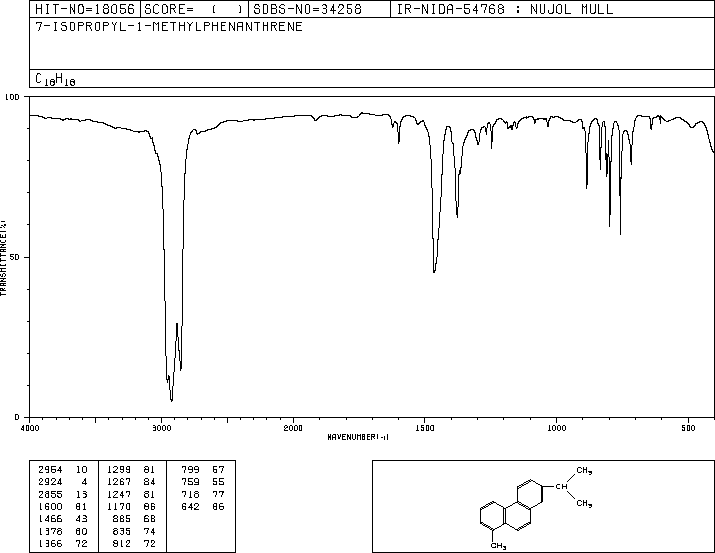 HIT-NO=18056 SCORE= ( ) SDBS-NO=34258 IR-NIDA-54768 : NUJOL MULL
7-ISOPROPYL-1-METHYLPHENANTHRENE
C18H18
100
50
0
TRANSMITTANCE(%)
4000 3000 2000 1500 1000 500
WAVENUMBER(-1)
2964 10 1299 81 799 57
2924 4 1267 84 759 55
2855 13 1247 81 718 77
1600 81 1170 86 642 86
1466 43 885 68
1378 60 835 74
1366 72 812 72
CH3
CH
CH3
CH3